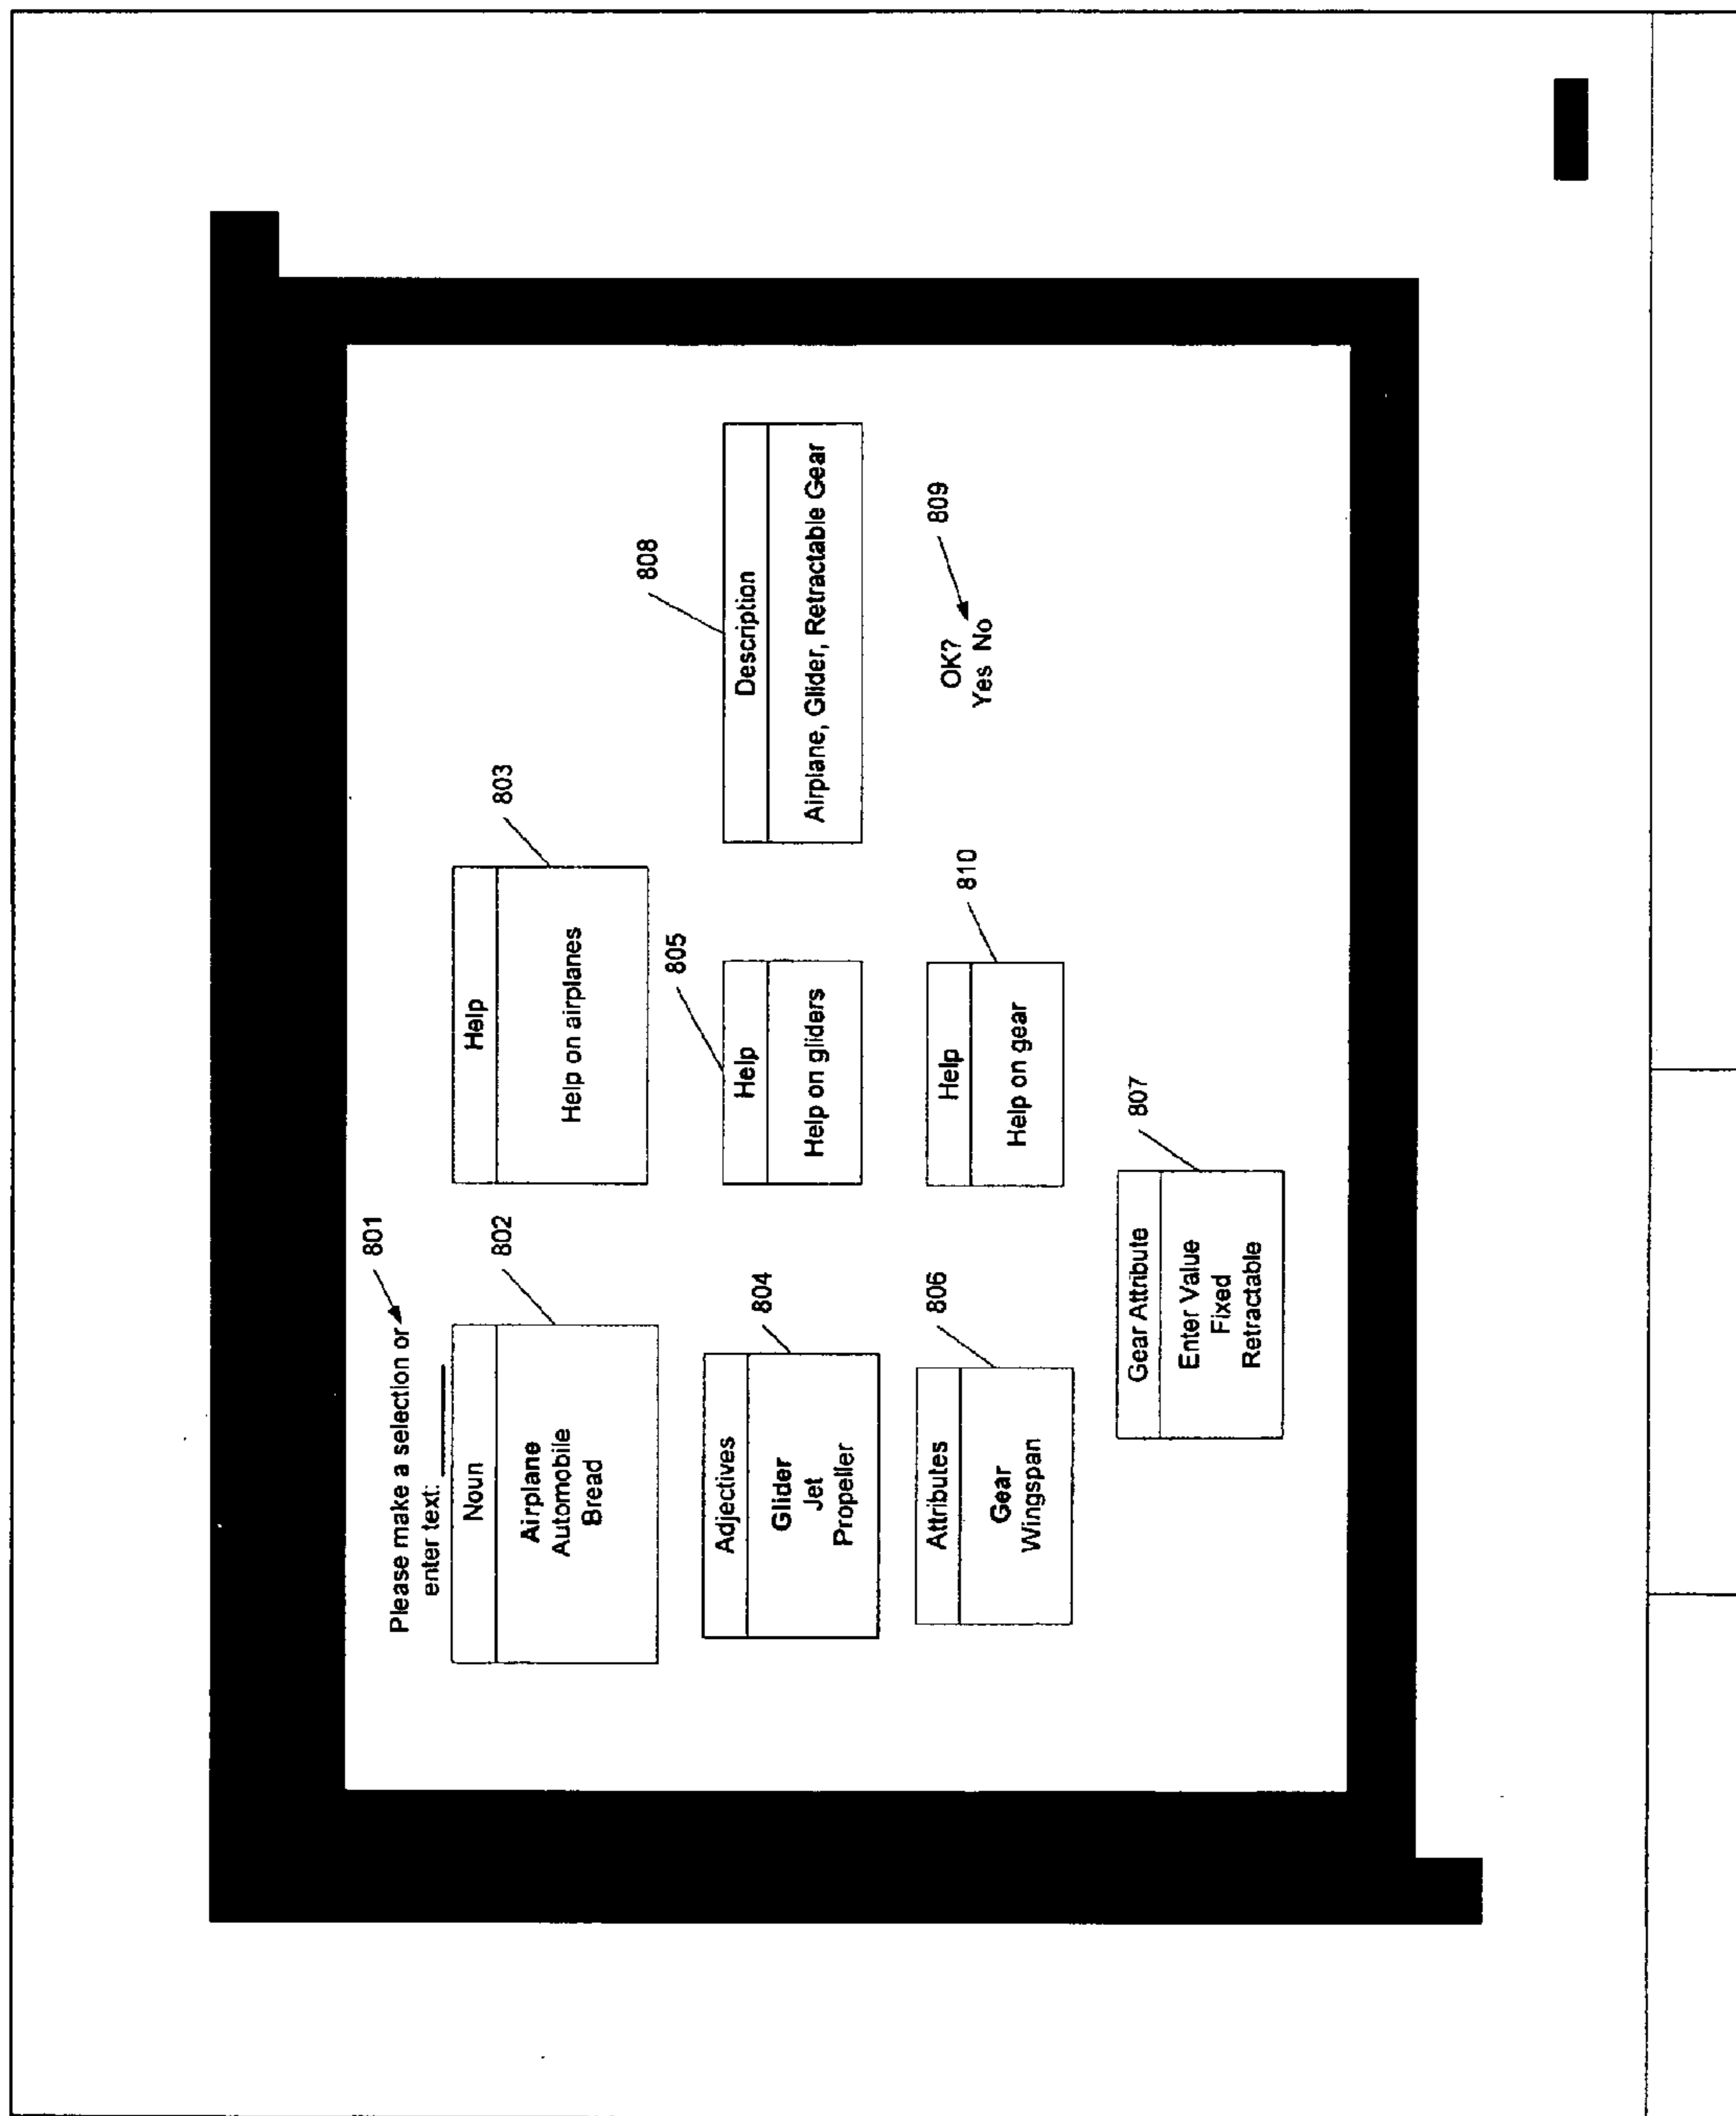 Please make a selection or
enter text:
801
Noun
Airplane
Automobile
Bread
802
Help
Help on airplanes
803
Adjectives
Glider
Jet
Propeller
804
Help
Help on gliders
805
Description
Airplane, Glider, Retractable Gear
808
Attributes
Gear
Wingspan
806
Help
Help on gear
810
OK?
Yes No
809
Gear Attribute
Enter Value
Fixed
Retractable
807